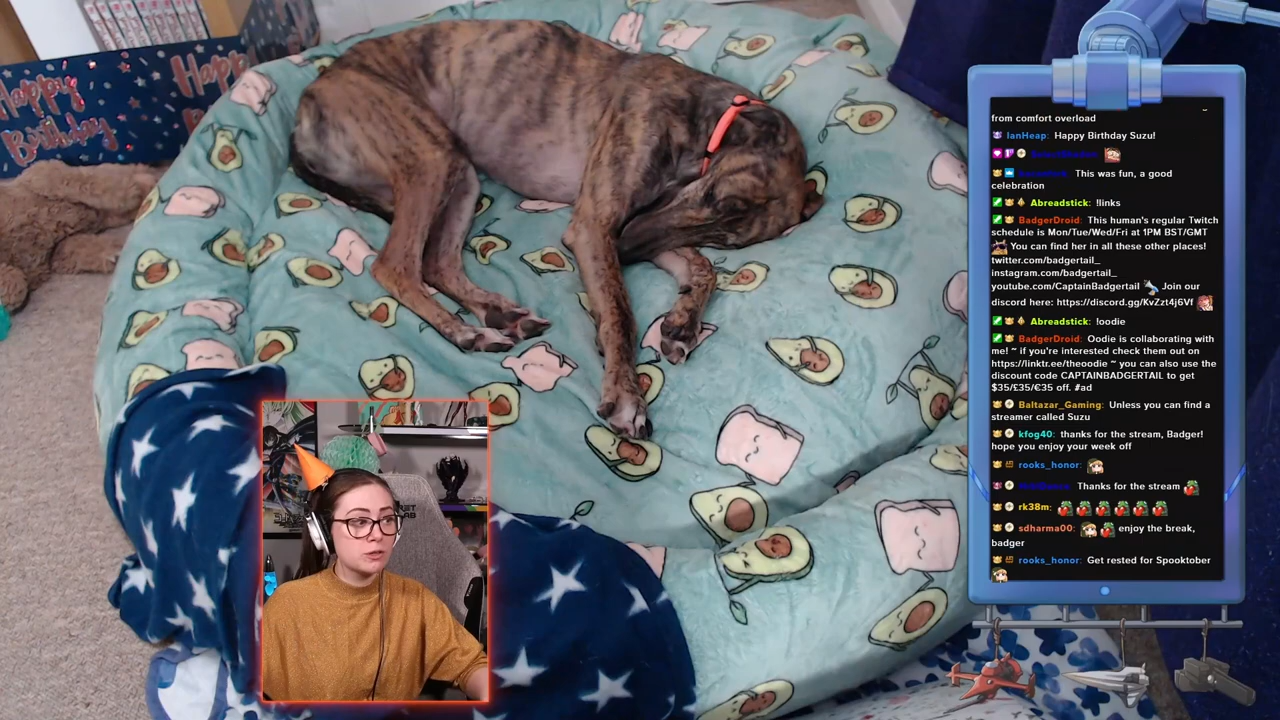 Happy
Birthday
Happy
from comfort overload
IanHeap: Happy Birthday Suzu!
This was fun, a good
celebration
Abreadstick: !links
BadgerDroid: This human's regular Twitch
schedule is Mon/Tue/Wed/Fri at 1PM BST/GMT
You can find her in all these other places!
twitter.com/badgertail_
instagram.com/badgertail_
youtube.com/CaptainBadgertail Join our
discord here: https://discord.gg/KvZzt4j6Vf
Abreadstick: !oodie
BadgerDroid: Oodie is collaborating with
me! ~ if you're interested check them out on
https://linktr.ee/theoodie ~ you can also use the
discount code CAPTAINBADGERTAIL to get
$35/£35/€35 off. #ad
Baltazar_Gaming: Unless you can find a
streamer called Suzu
kfog40: thanks for the stream, Badger!
hope you enjoy your week off
rooks_honor:
Thanks for the stream
rk38m:
sdharma00: enjoy the break,
badger
rooks_honor: Get rested for Spooktober